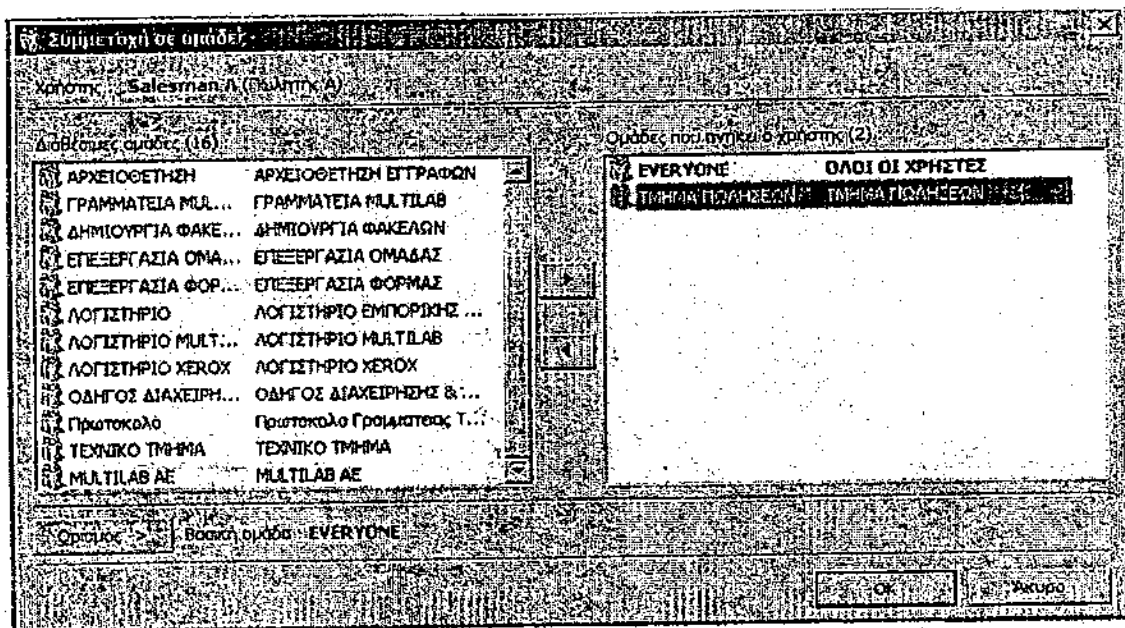 Συμμετοχή σε ομάδες
Χρήστης : Salesman A (Πωλητής Α)
Διαθέσιμες ομάδες (16)
ΑΡΧΕΙΟΘΕΤΗΣΗ ΑΡΧΕΙΟΘΕΤΗΣΗ ΕΓΓΡΑΦΩΝ
ΓΡΑΜΜΑΤΕΙΑ MUL... ΓΡΑΜΜΑΤΕΙΑ MULTILAB
ΔΗΜΙΟΥΡΓΙΑ ΦΑΚΕ... ΔΗΜΙΟΥΡΓΙΑ ΦΑΚΕΛΩΝ
ΕΠΕΞΕΡΓΑΣΙΑ ΟΜΑ... ΕΠΕΞΕΡΓΑΣΙΑ ΟΜΑΔΑΣ
ΕΠΕΞΕΡΓΑΣΙΑ ΦΟΡ... ΕΠΕΞΕΡΓΑΣΙΑ ΦΟΡΜΑΣ
ΛΟΓΙΣΤΗΡΙΟ ΛΟΓΙΣΤΗΡΙΟ ΕΜΠΟΡΙΚΗΣ ...
ΛΟΓΙΣΤΗΡΙΟ MULT... ΛΟΓΙΣΤΗΡΙΟ MULTILAB
ΛΟΓΙΣΤΗΡΙΟ XEROX ΛΟΓΙΣΤΗΡΙΟ XEROX
ΟΔΗΓΟΣ ΔΙΑΧΕΙΡΗ... ΟΔΗΓΟΣ ΔΙΑΧΕΙΡΗΣΗΣ & ...
Πρωτοκολο Πρωτοκολο Γραμματειας Τ...
ΤΕΧΝΙΚΟ ΤΜΗΜΑ ΤΕΧΝΙΚΟ ΤΜΗΜΑ
MULTILAB AE MULTILAB AE
Ομάδες που ανήκει ο χρήστης (2)
EVERYONE ΟΛΟΙ ΟΙ ΧΡΗΣΤΕΣ
ΤΜΗΜΑ ΠΩΛΗΣΕΩΝ ΤΜΗΜΑ ΠΩΛΗΣΕΩΝ
Ορισμός -> Βασική ομάδα : EVERYONE
OK Άκυρο